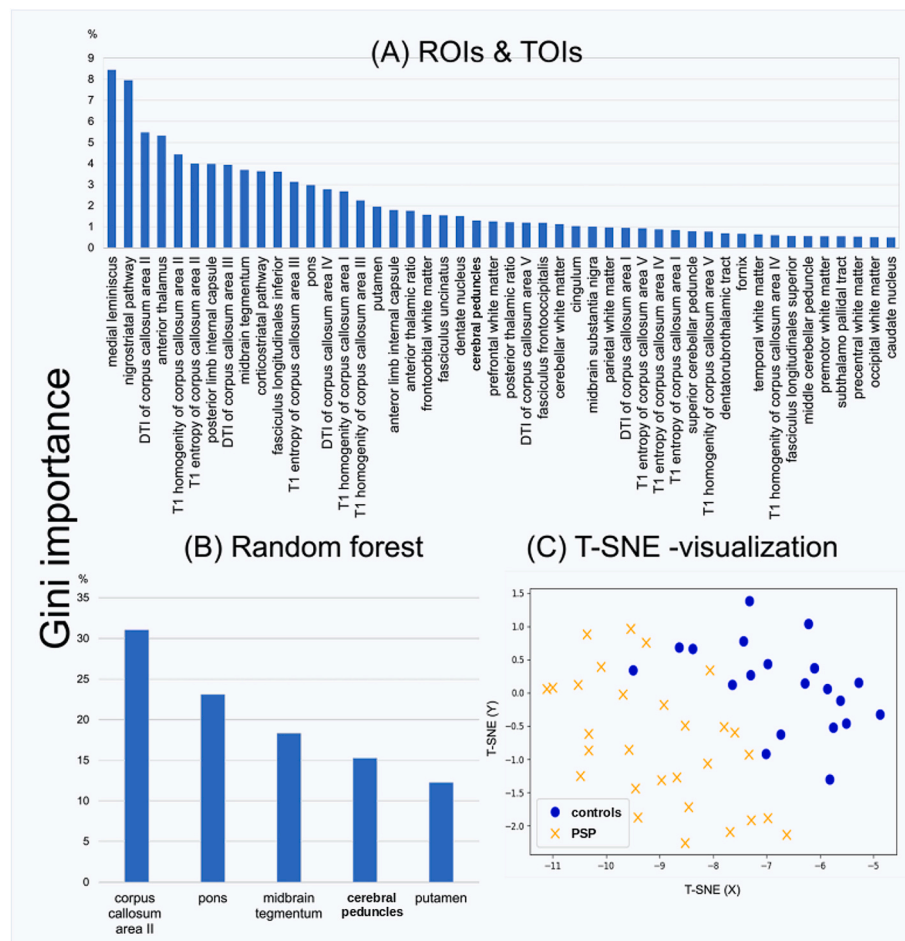 (A) ROIs & TOIs
%
9
8
7
6
5
4
3
2
1
0
medial leminiscus
nigrostriatal pathway
DTI of corpus callosum area II
anterior thalamus
T1 homogenity of corpus callosum area II
T1 entropy of corpus callosum area II
posterior limb internal capsule
DTI of corpus callosum area III
midbrain tegmentum
corticostriatal pathway
fasciculus longitudinales inferior
T1 entropy of corpus callosum area III
pons
DTI of corpus callosum area IV
T1 homogenity of corpus callosum area I
T1 homogenity of corpus callosum area III
putamen
anteror limb internal capsule
anterior thalamic ratio
frontoorbital white matter
fasciculus uncinatus
dentate nucleus
cerebral peduncles
prefrontal white matter
posterior thalamic ratio
DTI of corpus callosum area V
fasciculus frontooccipitalis
cerebellar white matter
cingulum
midbrain substantia nigra
parietal white matter
DTI of corpus callosum area I
T1 entropy of corpus callosum area V
T1 entropy of corpus callosum area IV
T1 entropy of corpus callosum area I
superior cerebellar peduncle
T1 homogenity of corpus callosum area V
dentatorubrothalamic tract
fornix
temporal white matter
T1 homogenity of corpus callosum area IV
fasciculus longitudinales superior
middle cerebellar peduncle
premotor white matter
subthalamo pallidal tract
precentral white matter
occipital white matter
caudate nucleus
Gini importance
(B) Random forest
%
35
30
25
20
15
10
5
0
corpus
callosum
area II
pons
midbrain
tegmentum
cerebral
peduncles
putamen
(C) T-SNE -visualization
T-SNE (Y)
1.5
1.0
0.5
0.0
−0.5
−1.0
−1.5
−2.0
controls
PSP
−11 −10 −9 −8 −7 −6 −5
T-SNE (X)